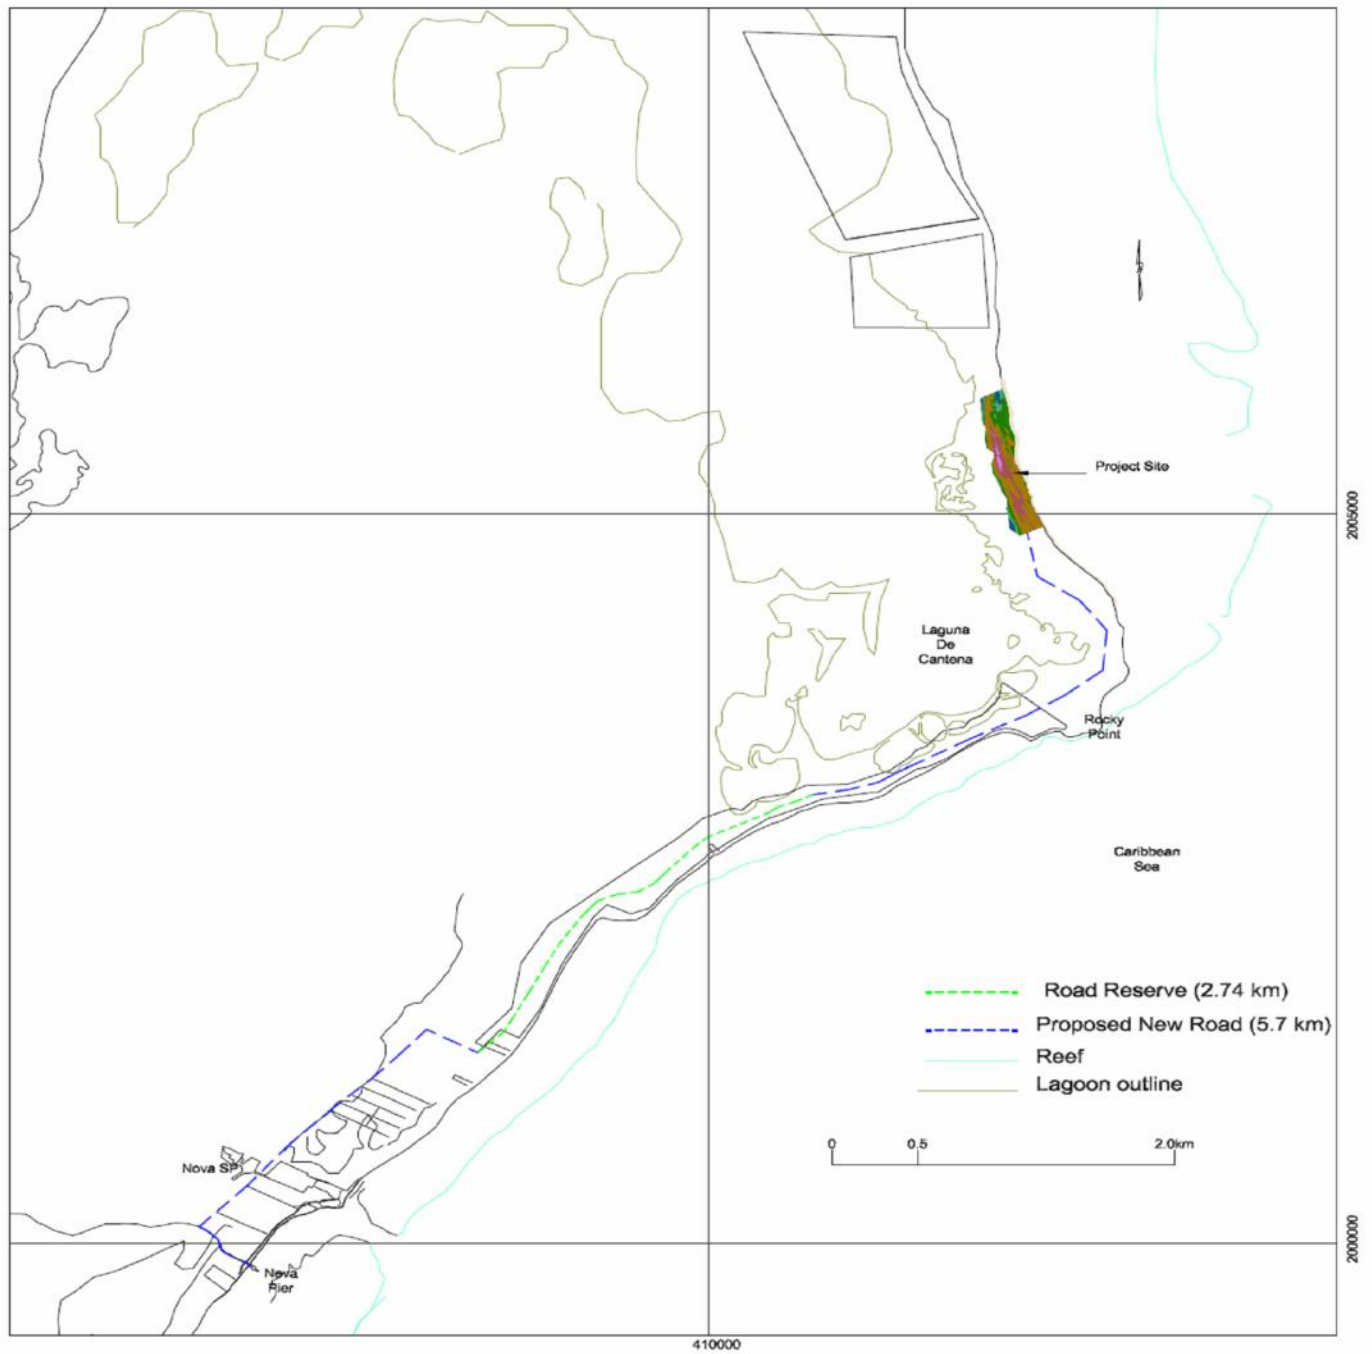 Project Site
2005000
Laguna
De
Cantena
Rocky
Point
Caribbean
Sea
Road Reserve (2.74 km)
Proposed New Road (5.7 km)
Reef
Lagoon outline
0 0.5 2.0km
Nova SP
Nova
Pier
2000000
410000